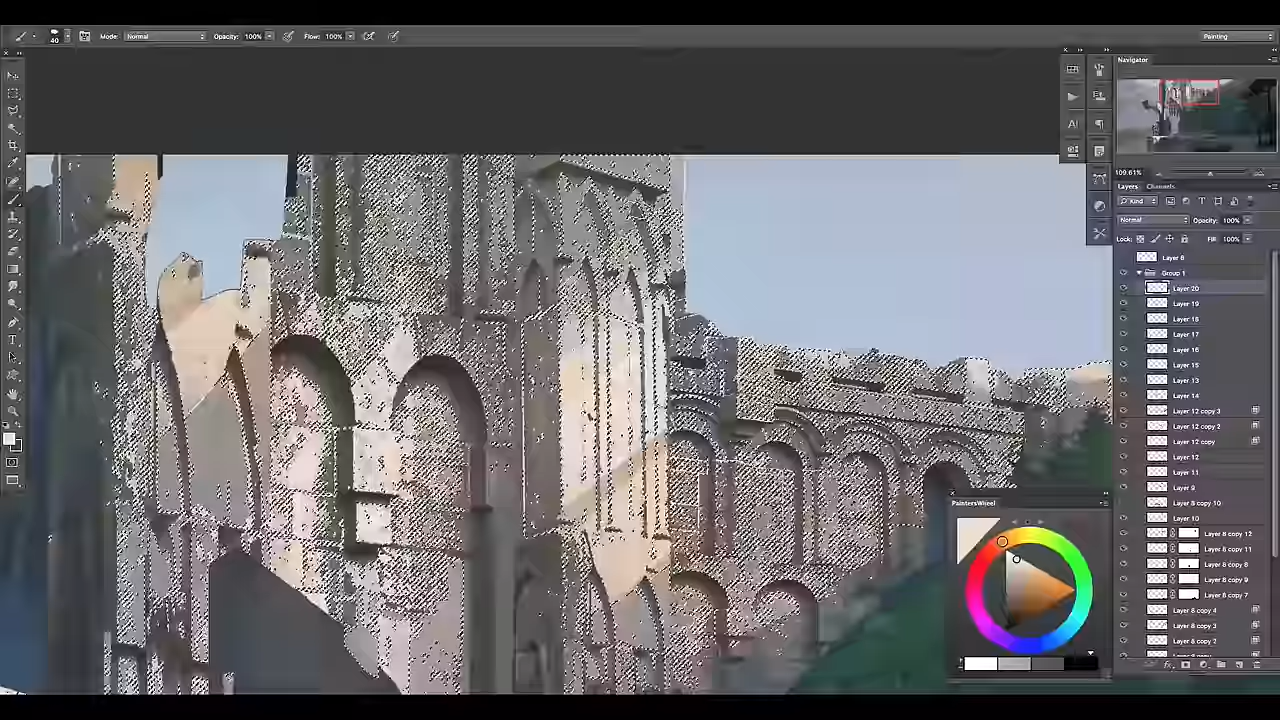 40 Mode: Normal Opacity: 100% Flow: 100% Painting
Navigator
109.61%
Layers Channels
Kind
Normal Opacity: 100%
Lock: Fill: 100%
Layer 6
Group 1
Layer 20
Layer 19
Layer 18
Layer 17
Layer 16
Layer 15
Layer 13
Layer 14
Layer 12 copy 3
Layer 12 copy 2
Layer 12 copy
Layer 12
Layer 11
Layer 9
Layer 8 copy 10
Layer 10
Layer 8 copy 12
Layer 8 copy 11
Layer 8 copy 8
Layer 8 copy 9
Layer 8 copy 7
Layer 8 copy 4
Layer 8 copy 3
Layer 8 copy 2
PaintersWheel